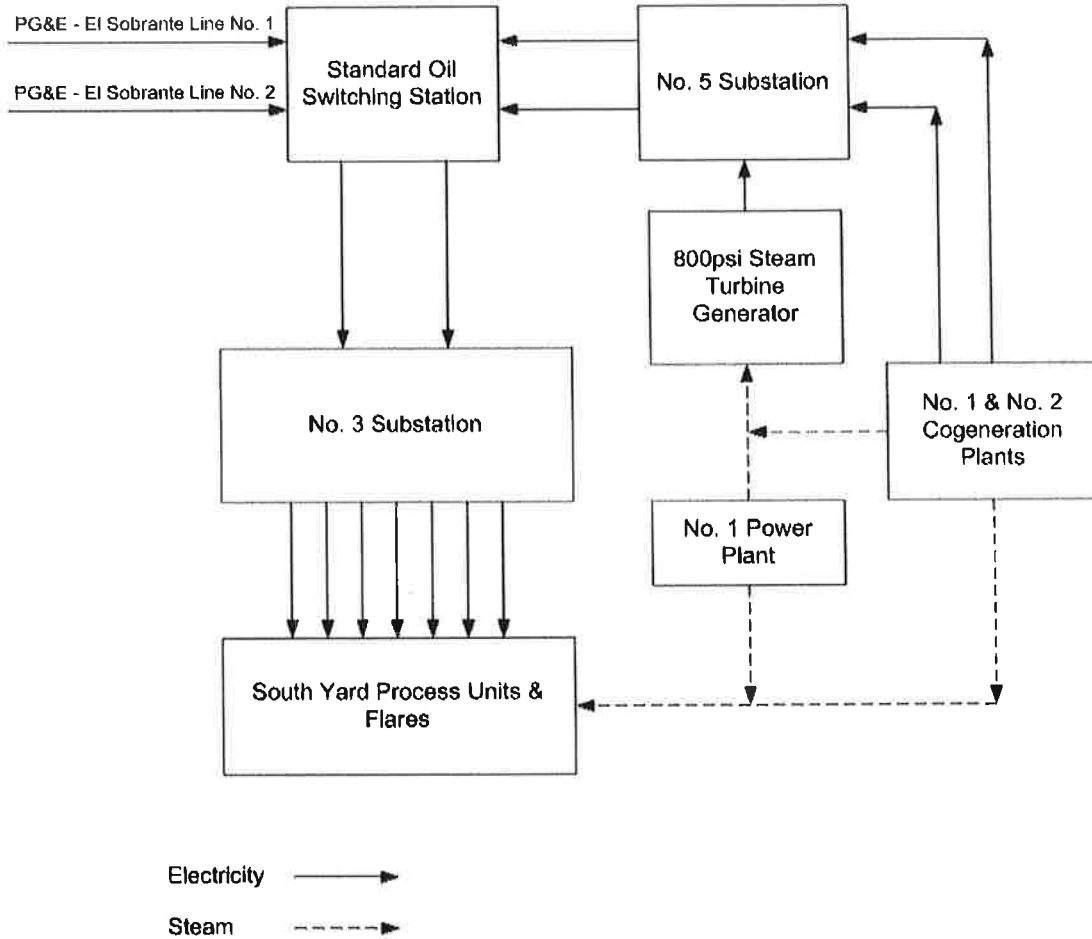 PG&E - El Sobrante Line No. 1
PG&E - El Sobrante Line No. 2
Standard Oil
Switching Station
No. 5 Substation
800psi Steam
Turbine
Generator
No. 3 Substation
No. 1 & No. 2
Cogeneration
Plants
No. 1 Power
Plant
South Yard Process Units &
Flares
Electricity
Steam